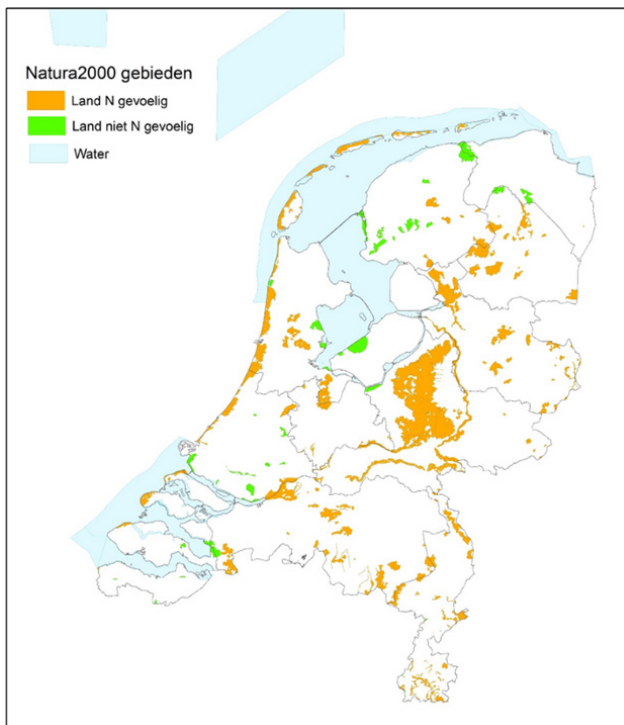 Natura2000 gebieden
Land N gevoelig
Land niet N gevoelig
Water